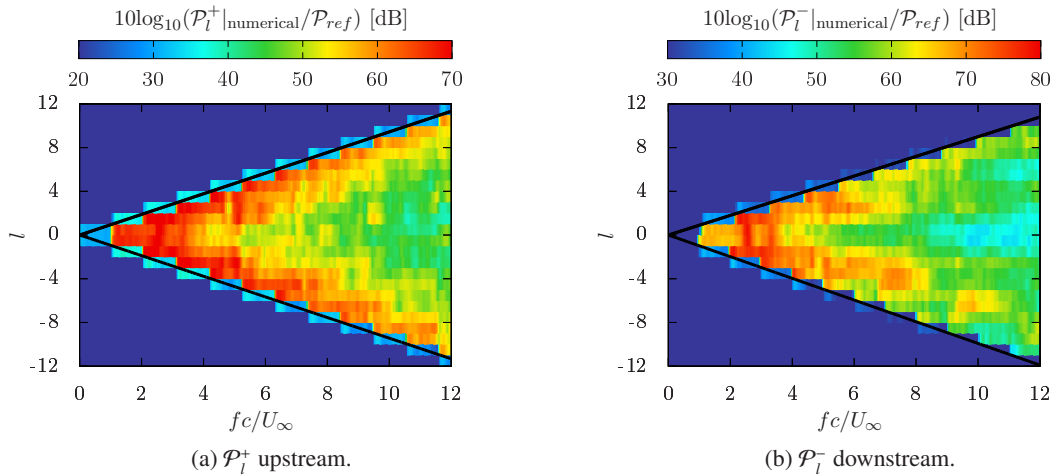 10log₁₀(𝒫ₗ⁺|numerical/𝒫ref) [dB]
20 30 40 50 60 70
12
8
4
0
-4
-8
-12
l
0 2 4 6 8 10 12
fc/U∞
(a) 𝒫ₗ⁺ upstream.
10log₁₀(𝒫ₗ⁻|numerical/𝒫ref) [dB]
30 40 50 60 70 80
12
8
4
0
-4
-8
-12
l
0 2 4 6 8 10 12
fc/U∞
(b) 𝒫ₗ⁻ downstream.